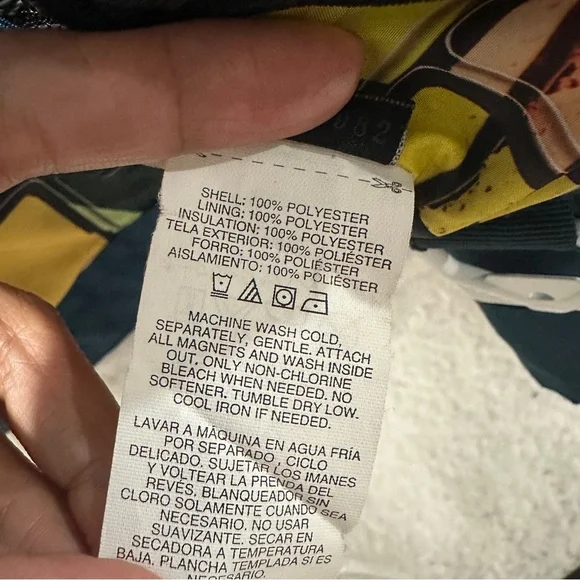 882
SHELL: 100% POLYESTER
LINING: 100% POLYESTER
INSULATION: 100% POLYESTER
TELA EXTERIOR: 100% POLIÉSTER
FORRO: 100% POLIÉSTER
AISLAMIENTO: 100% POLIÉSTER
MACHINE WASH COLD,
SEPARATELY, GENTLE. ATTACH
ALL MAGNETS AND WASH INSIDE
OUT. ONLY NON-CHLORINE
BLEACH WHEN NEEDED. NO
SOFTENER. TUMBLE DRY LOW.
COOL IRON IF NEEDED.
LAVAR A MÁQUINA EN AGUA FRÍA
POR SEPARADO , CICLO
DELICADO. SUJETAR LOS IMANES
Y VOLTEAR LA PRENDA DEL
REVÉS. BLANQUEADOR SIN
CLORO SOLAMENTE CUANDO SEA
NECESARIO. NO USAR
SUAVIZANTE. SECAR EN
SECADORA A TEMPERATURA
BAJA. PLANCHA TEMPLADA SI ES
NECESARIO.